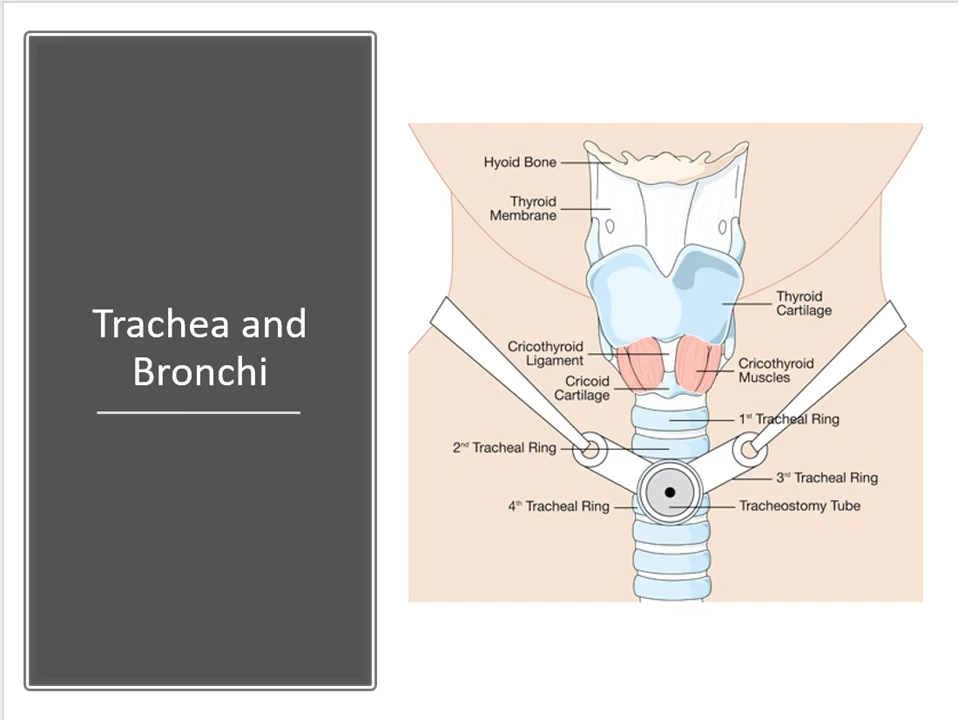 Trachea and
Bronchi
Hyoid Bone
Thyroid
Membrane
Thyroid
Cartilage
Cricothyroid
Ligament
Cricothyroid
Muscles
Cricoid
Cartilage
1st Tracheal Ring
2nd Tracheal Ring
3rd Tracheal Ring
4th Tracheal Ring
Tracheostomy Tube